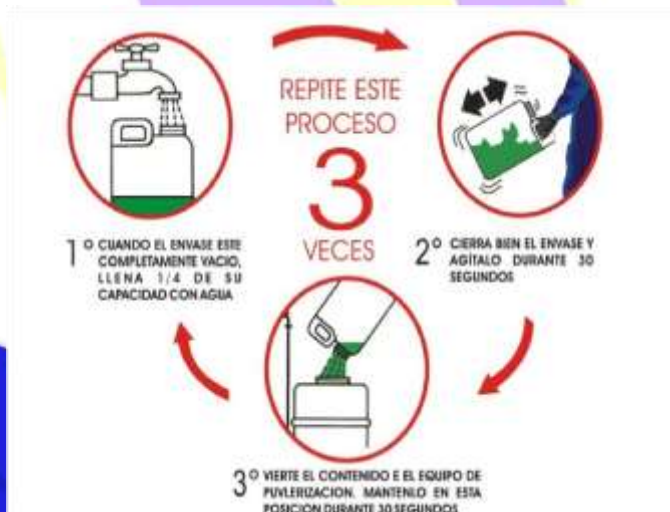 REPITE ESTE
PROCESO
3
VECES
1º CUANDO EL ENVASE ESTE
COMPLETAMENTE VACIO,
LLENA 1/4 DE SU
CAPACIDAD CON AGUA
2º CIERRA BIEN EL ENVASE Y
AGÍTALO DURANTE 30
SEGUNDOS
3º VIERTE EL CONTENIDO E EL EQUIPO DE
PUVLERIZACION. MANTENLO EN ESTA
POSICION DURANTE 30 SEGUNDOS